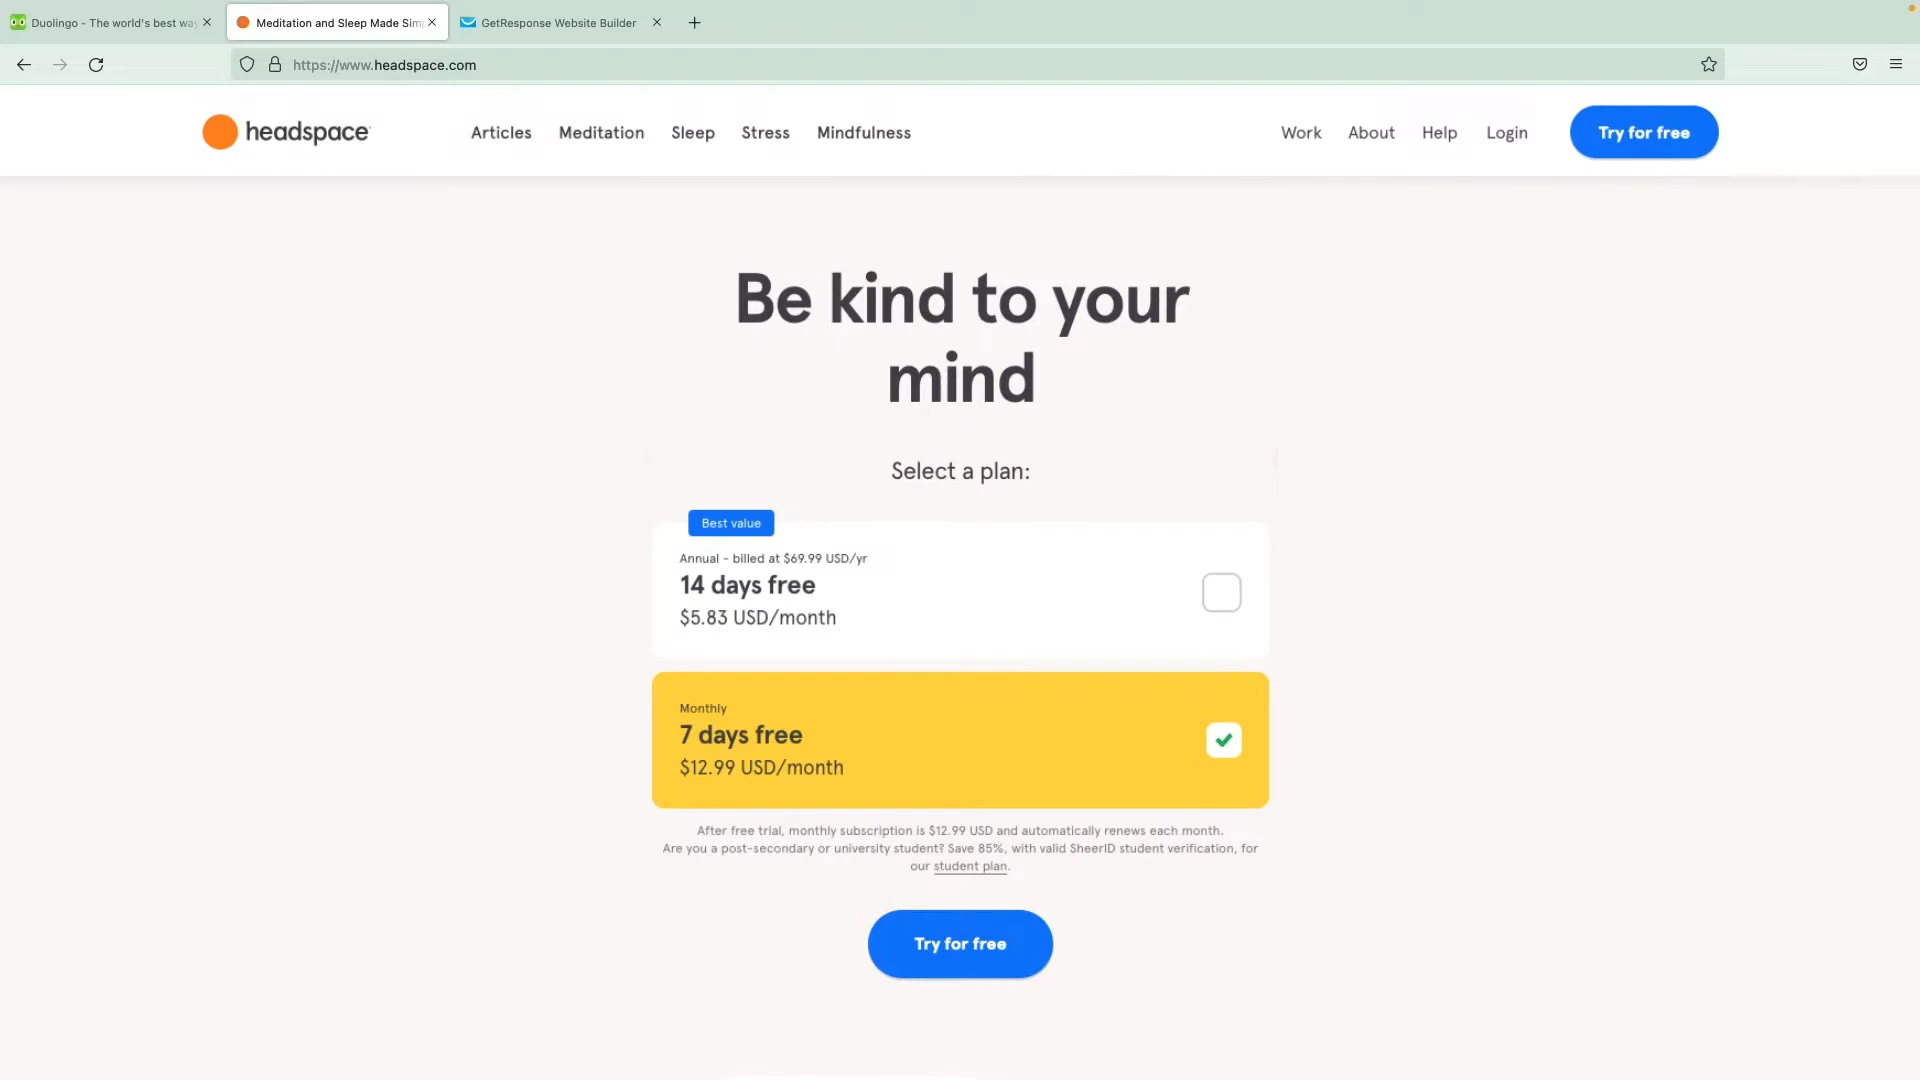 Duolingo - The world's best way
Meditation and Sleep Made Sim
GetResponse Website Builder
https://www.headspace.com
headspace
Articles Meditation Sleep Stress Mindfulness
Work About Help Login Try for free
Be kind to your
mind
Select a plan:
Best value
Annual - billed at $69.99 USD/yr
14 days free
$5.83 USD/month
Monthly
7 days free
$12.99 USD/month
After free trial, monthly subscription is $12.99 USD and automatically renews each month.
Are you a post-secondary or university student? Save 85%, with valid SheerID student verification, for
our student plan.
Try for free